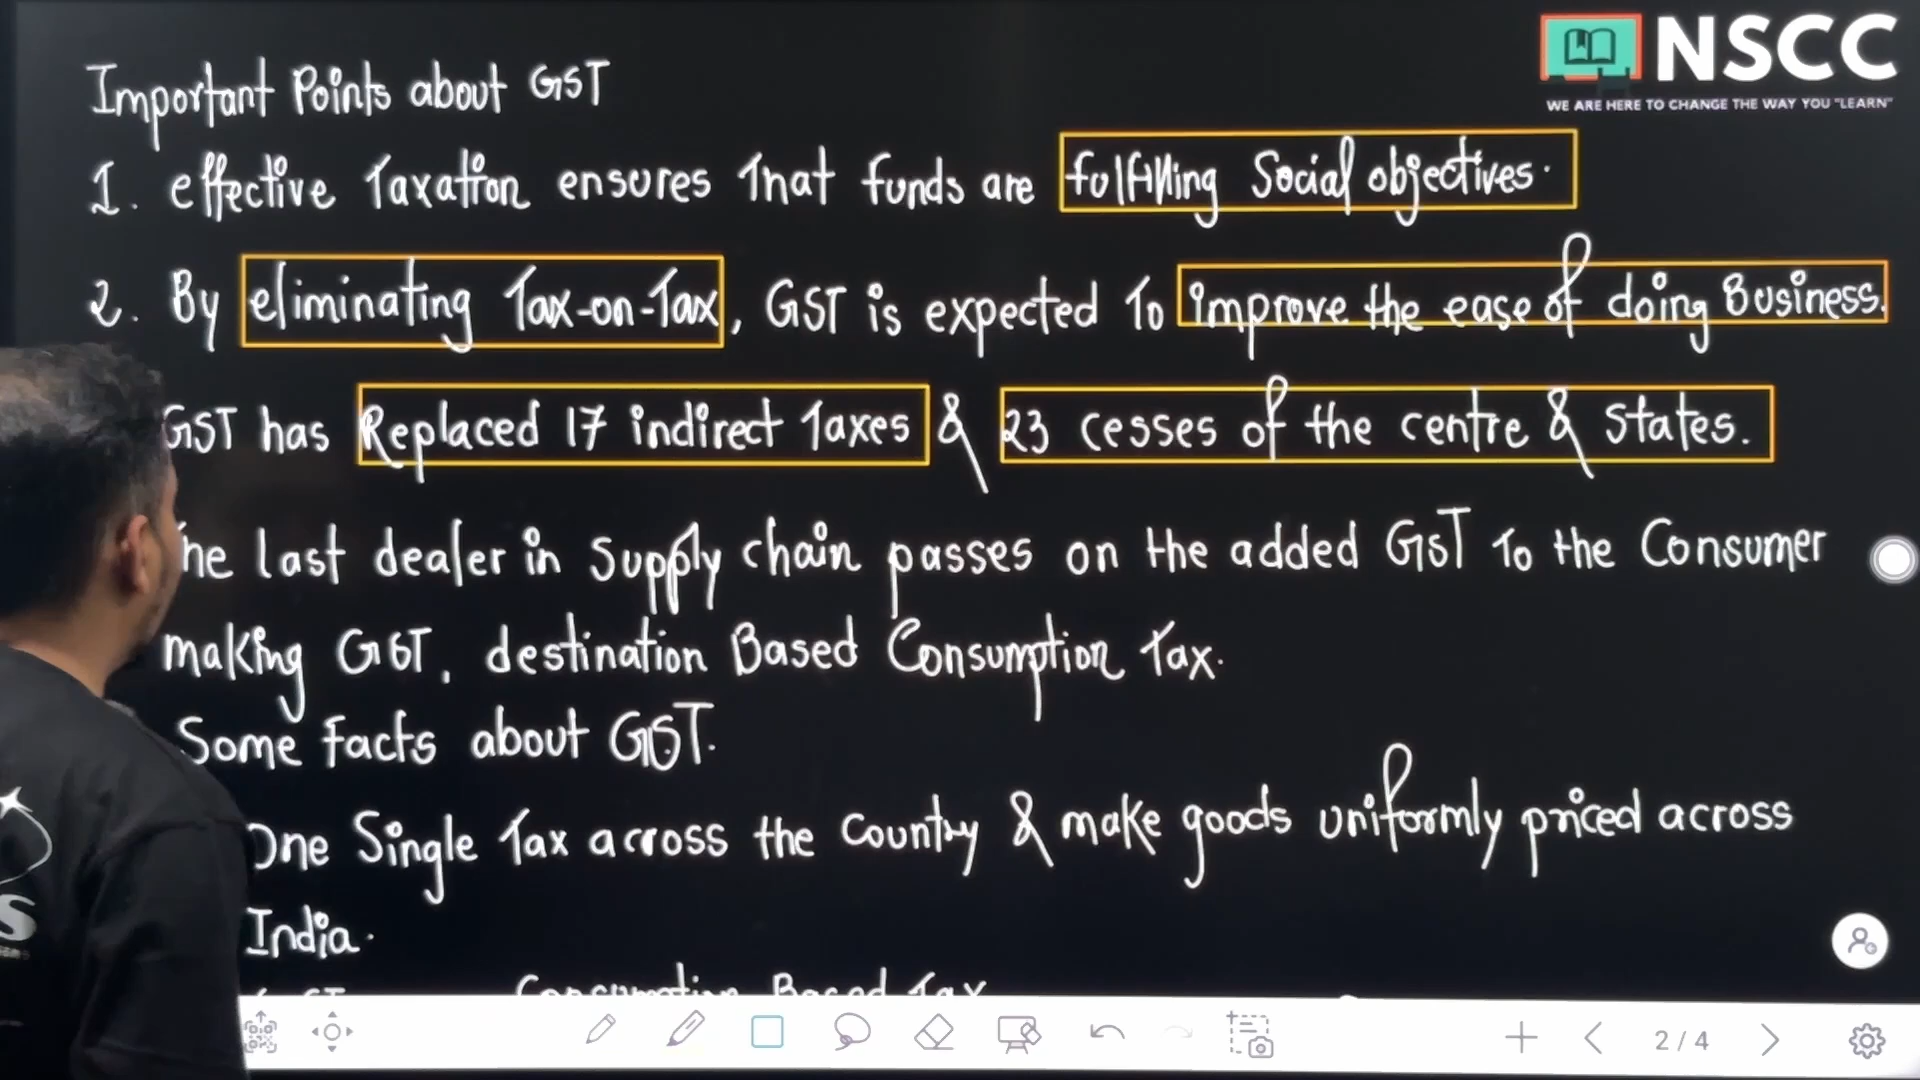 NSCC
WE ARE HERE TO CHANGE THE WAY YOU "LEARN"
Important Points about GST
1. effective Taxation ensures That funds are fulfilling Social objectives.
2. By eliminating Tax-on-Tax, GST is expected To improve the ease of doing Business.
GST has Replaced 17 indirect Taxes & 23 cesses of the centre & States.
he last dealer in supply chain passes on the added GST To the Consumer
making GST, destination Based Consumption Tax.
Some facts about GST.
One Single Tax across the Country & make goods uniformly priced across
India.
GST Consumption Based Tax
2/4
S